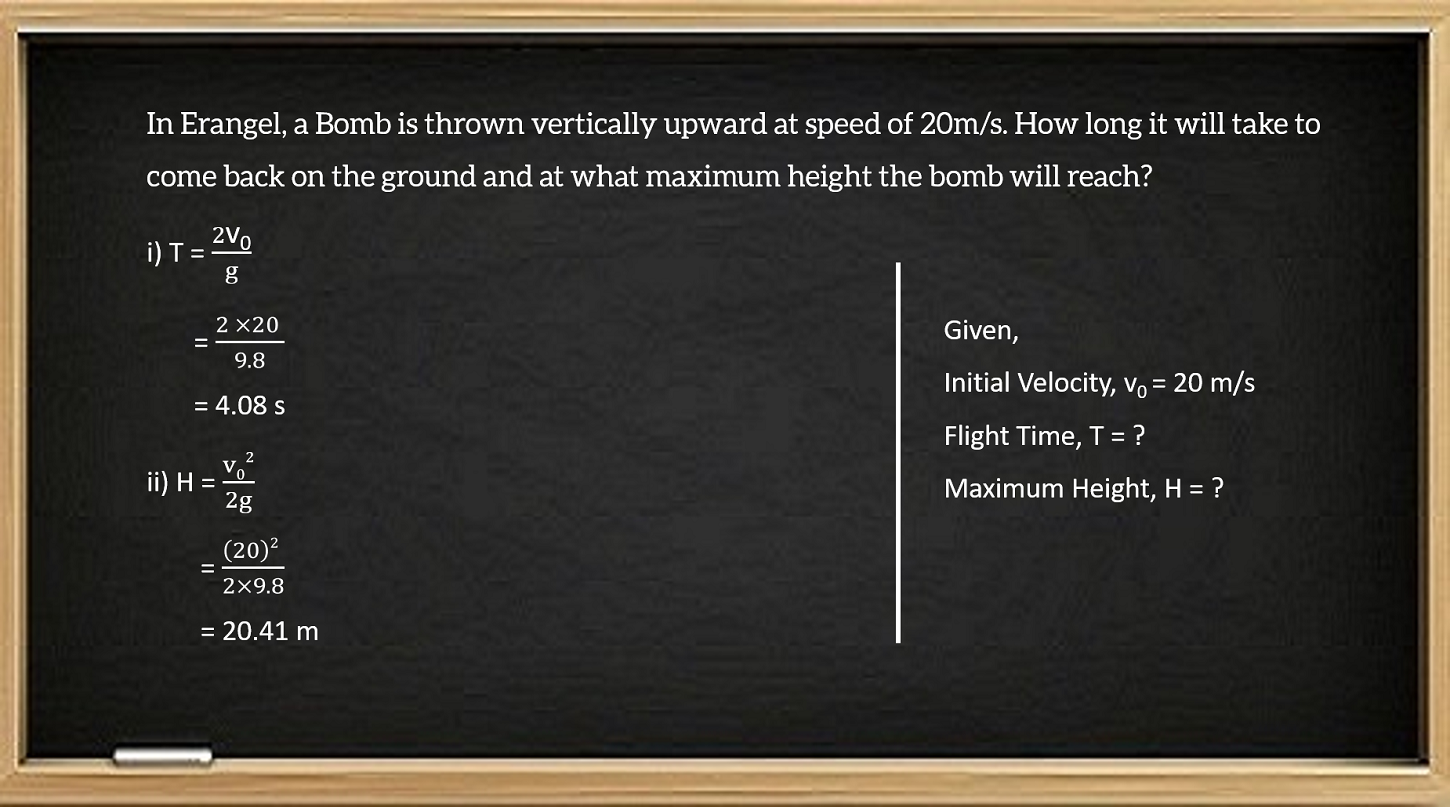 In Erangel, a Bomb is thrown vertically upward at speed of 20m/s. How long it will take to
come back on the ground and at what maximum height the bomb will reach?
i) T = 2V₀/g
= 2 ×20/9.8
= 4.08 s
ii) H = v₀²/2g
= (20)²/2×9.8
= 20.41 m
Given,
Initial Velocity, v₀ = 20 m/s
Flight Time, T = ?
Maximum Height, H = ?